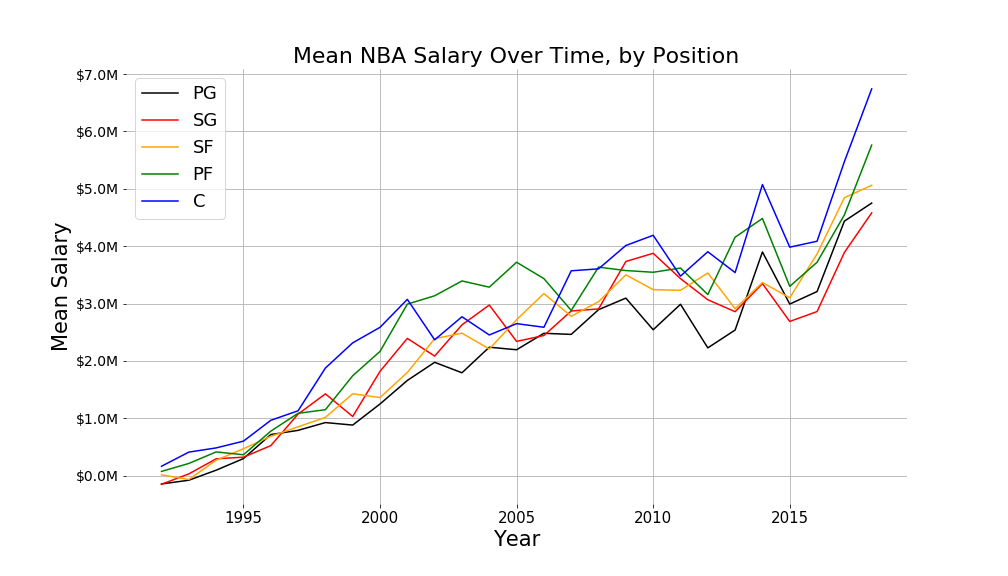 Mean NBA Salary Over Time, by Position
$7.0M
$6.0M
$5.0M
$4.0M
$3.0M
$2.0M
$1.0M
$0.0M
Mean Salary
PG
SG
SF
PF
C
1995
2000
2005
2010
2015
Year